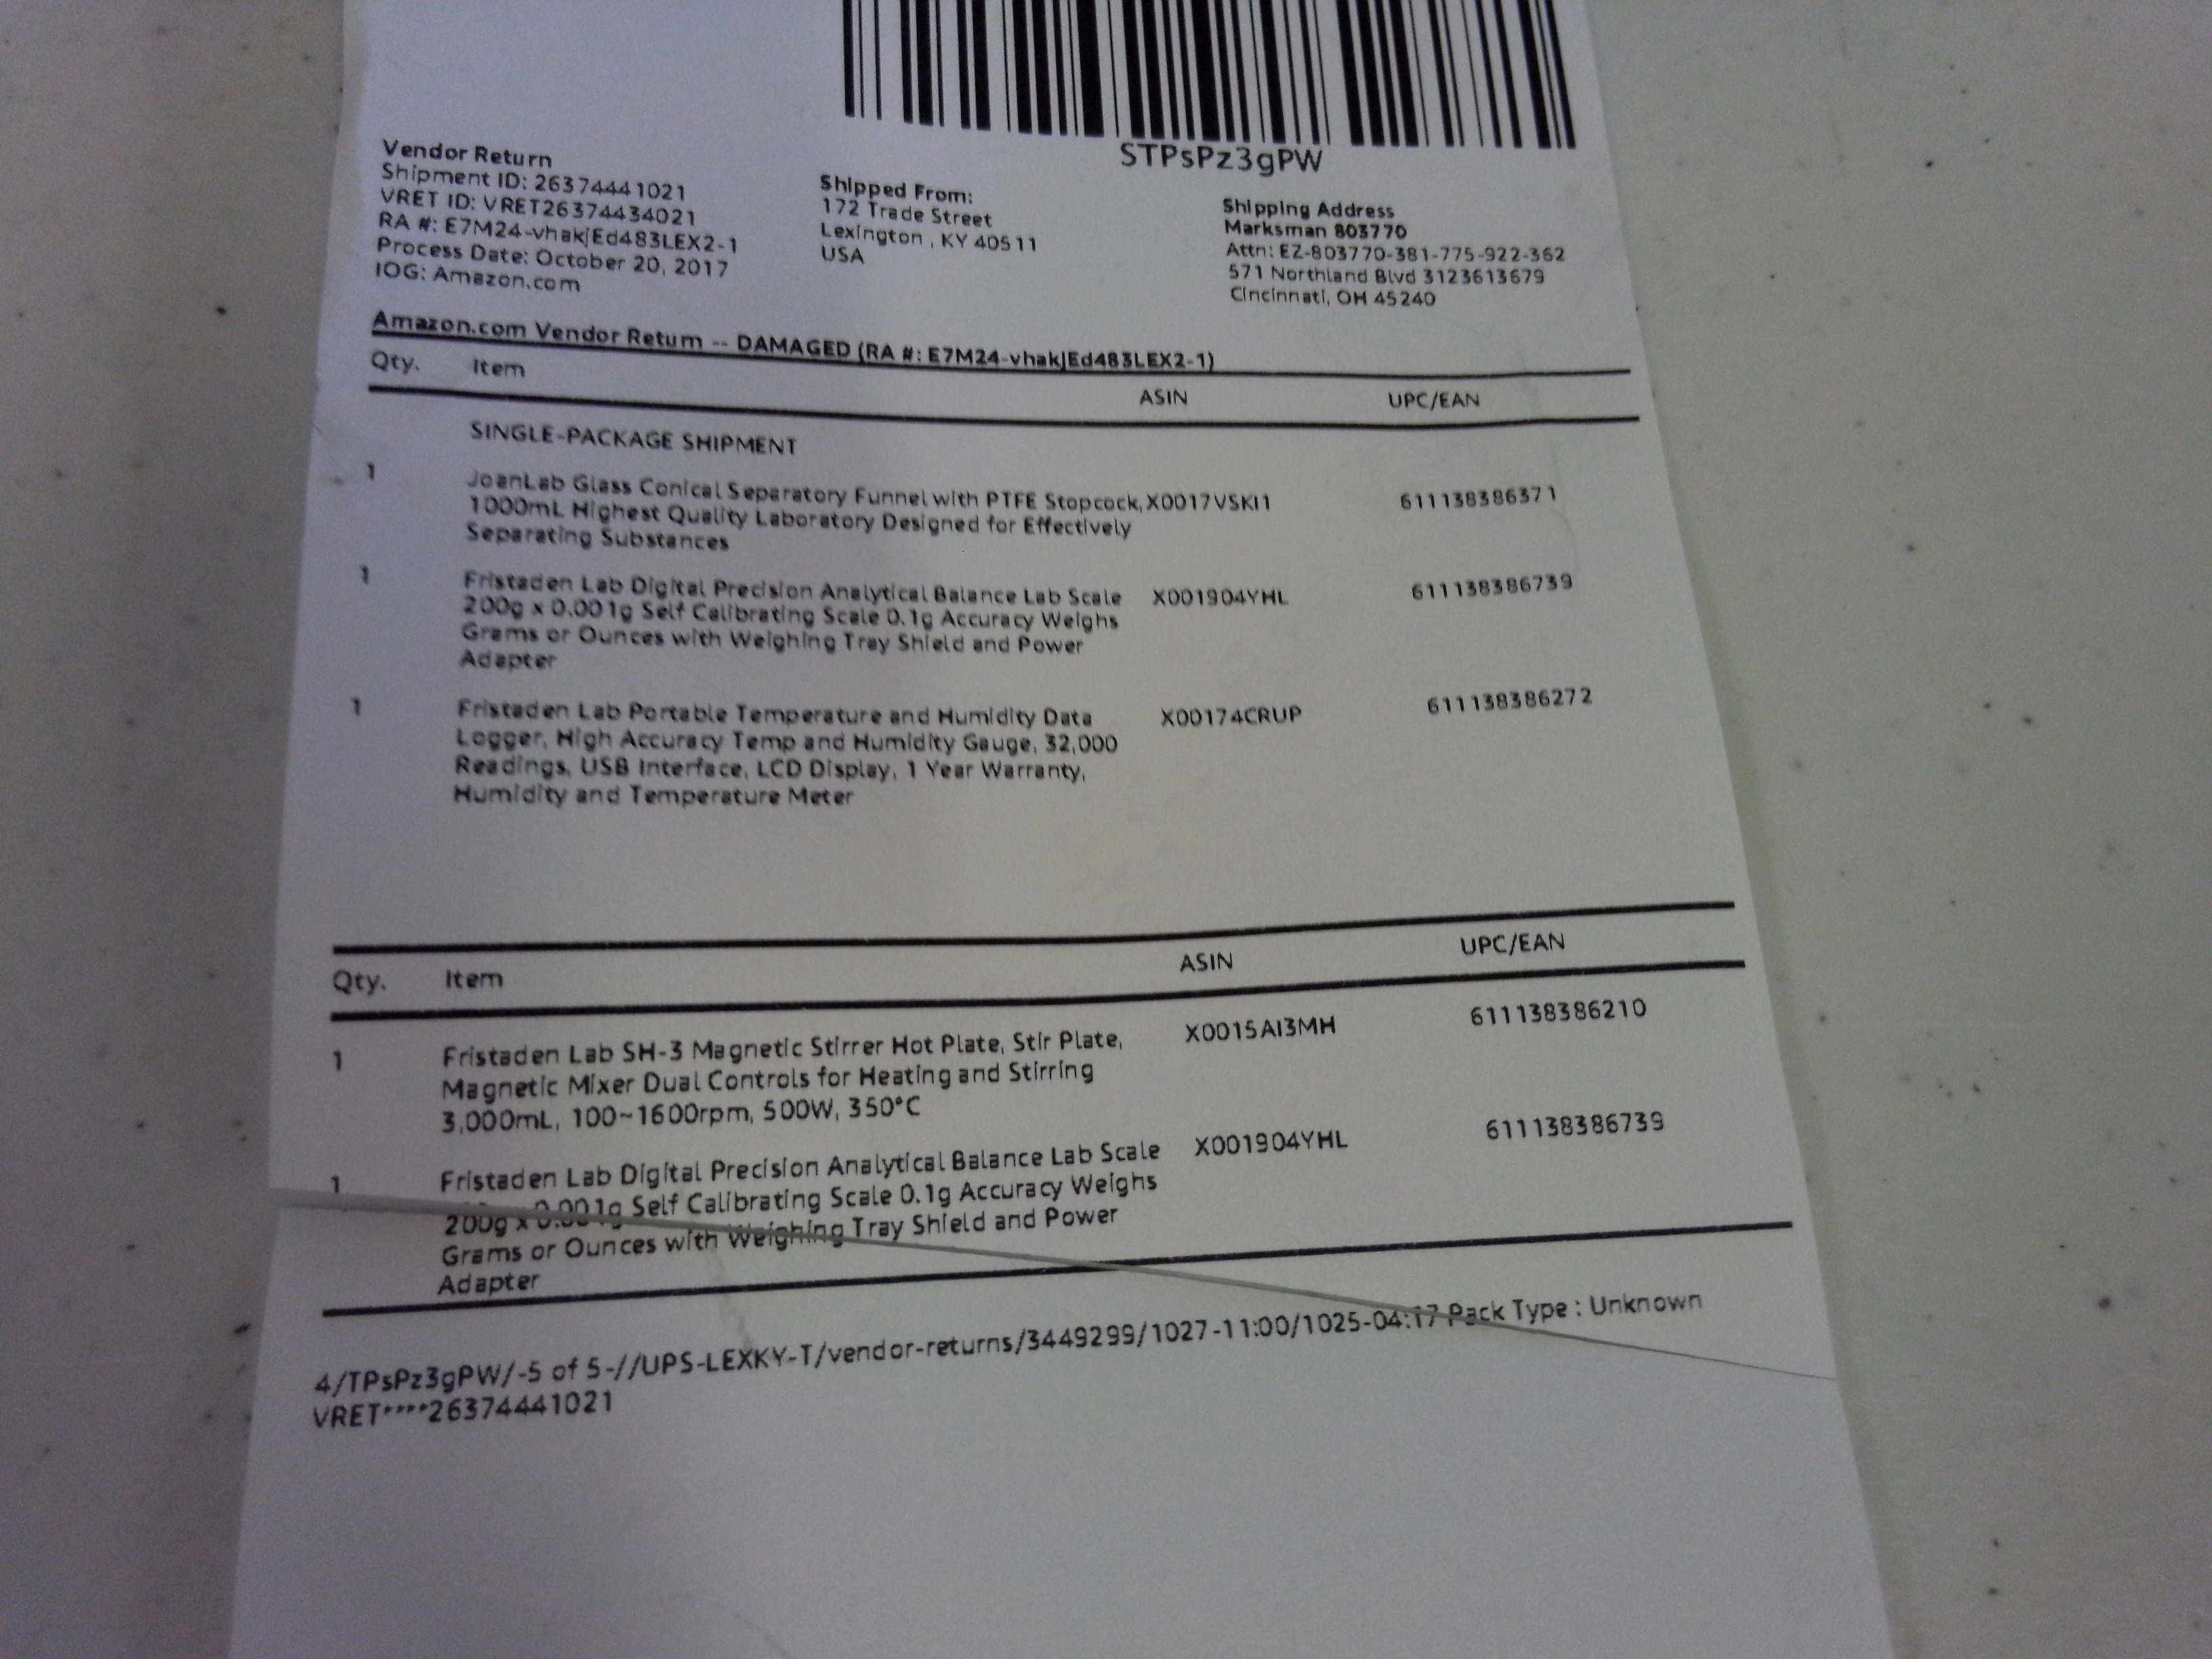 STPsPz3gPW
Vendor Return
Shipment ID: 26374441021
VRET ID: VRET26374434021
RA #: E7M24-vhakjEd483LEX2-1
Process Date: October 20, 2017
IOG: Amazon.com
Shipped From:
172 Trade Street
Lexington , KY 40511
USA
Shipping Address
Marksman 803770
Attn: EZ-803770-381-775-922-362
571 Northland Blvd 3123613679
Cincinnati, OH 45240
Amazon.com Vendor Return -- DAMAGED (RA #: E7M24-vhakjEd483LEX2-1)
Qty. Item ASIN UPC/EAN
SINGLE-PACKAGE SHIPMENT
1 JoanLab Glass Conical Separatory Funnel with PTFE Stopcock, X0017VSKI1 611138386371
1000mL Highest Quality Laboratory Designed for Effectively
Separating Substances
1 Fristaden Lab Digital Precision Analytical Balance Lab Scale X001904YHL 611138386739
200g x 0.001g Self Calibrating Scale 0.1g Accuracy Weighs
Grams or Ounces with Weighing Tray Shield and Power
Adapter
1 Fristaden Lab Portable Temperature and Humidity Data X00174CRUP 611138386272
Logger, High Accuracy Temp and Humidity Gauge, 32,000
Readings, USB Interface, LCD Display, 1 Year Warranty,
Humidity and Temperature Meter
Qty. Item ASIN UPC/EAN
1 Fristaden Lab SH-3 Magnetic Stirrer Hot Plate, Stir Plate, X0015AI3MH 611138386210
Magnetic Mixer Dual Controls for Heating and Stirring
3,000mL, 100~1600rpm, 500W, 350°C
1 Fristaden Lab Digital Precision Analytical Balance Lab Scale X001904YHL 611138386739
200g x 0.001g Self Calibrating Scale 0.1g Accuracy Weighs
Grams or Ounces with Weighing Tray Shield and Power
Adapter
4/TPsPz3gPW/-5 of 5-//UPS-LEXKY-T/vendor-returns/3449299/1027-11:00/1025-04:17 Pack Type : Unknown
VRET****26374441021